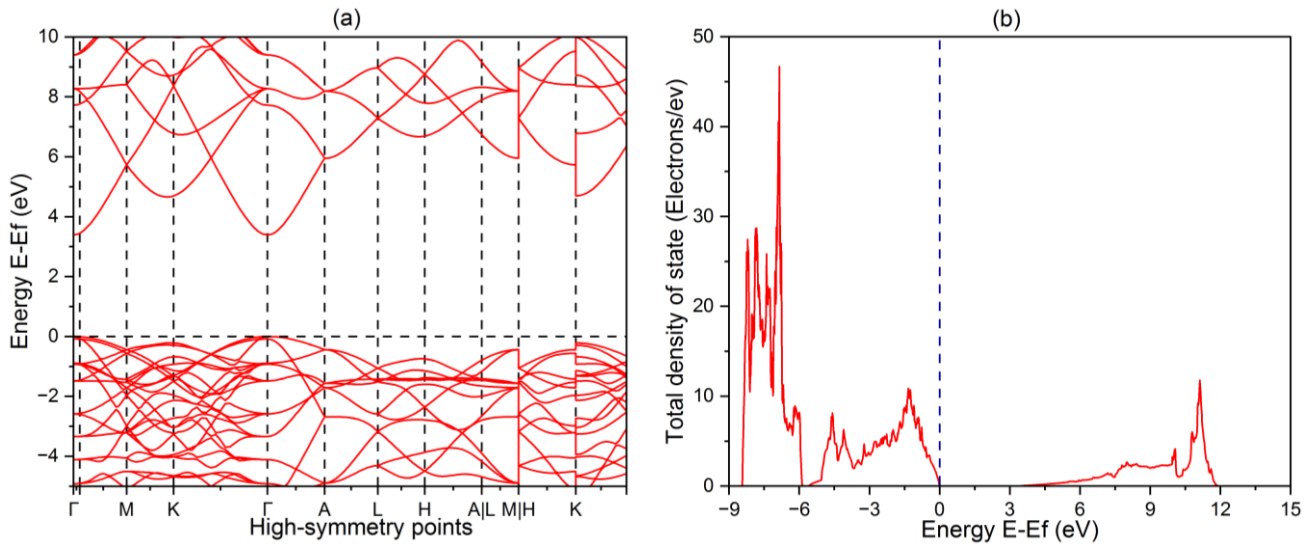 (a)
10
8
6
4
2
0
−2
−4
Energy E-Ef (eV)
Γ M K Γ A L H A|L M|H K
High-symmetry points
(b)
50
40
30
20
10
0
Total density of state (Electrons/ev)
−9 −6 −3 0 3 6 9 12 15
Energy E-Ef (eV)